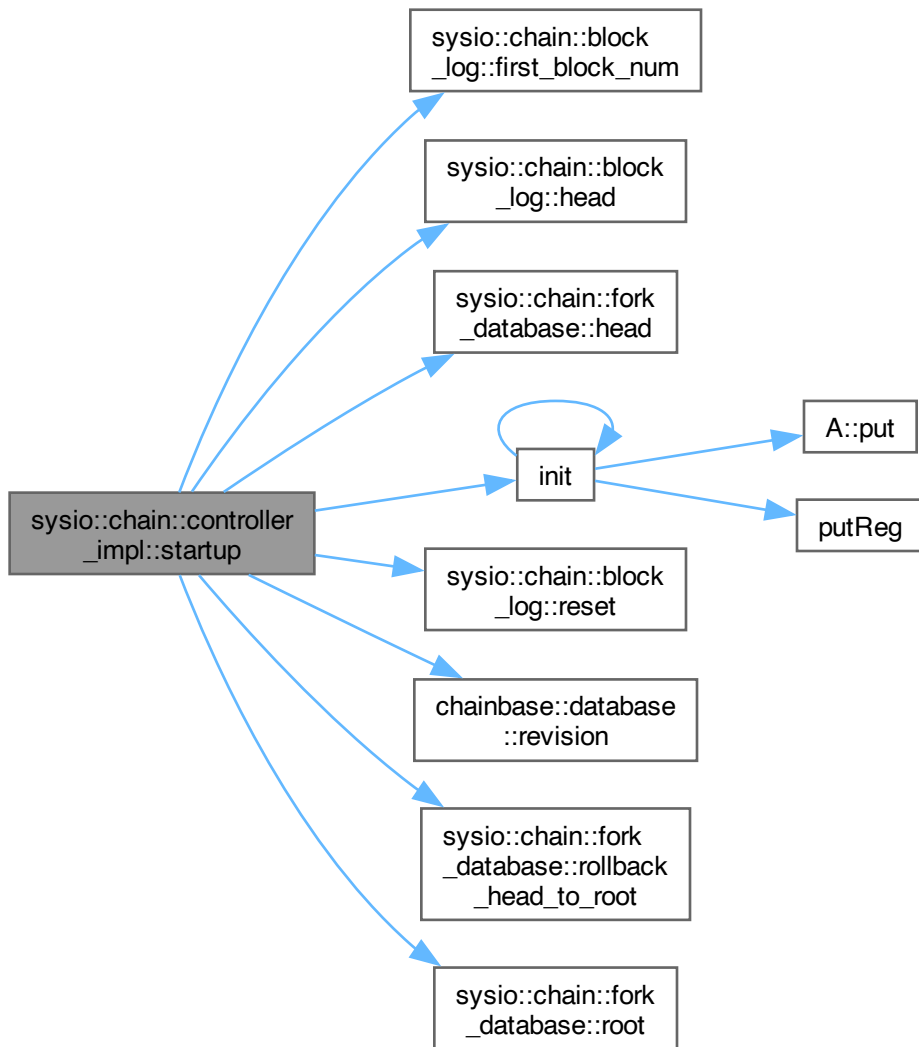 sysio::chain::block
_log::first_block_num
sysio::chain::block
_log::head
sysio::chain::fork
_database::head
init
A::put
putReg
sysio::chain::controller
_impl::startup
sysio::chain::block
_log::reset
chainbase::database
::revision
sysio::chain::fork
_database::rollback
_head_to_root
sysio::chain::fork
_database::root